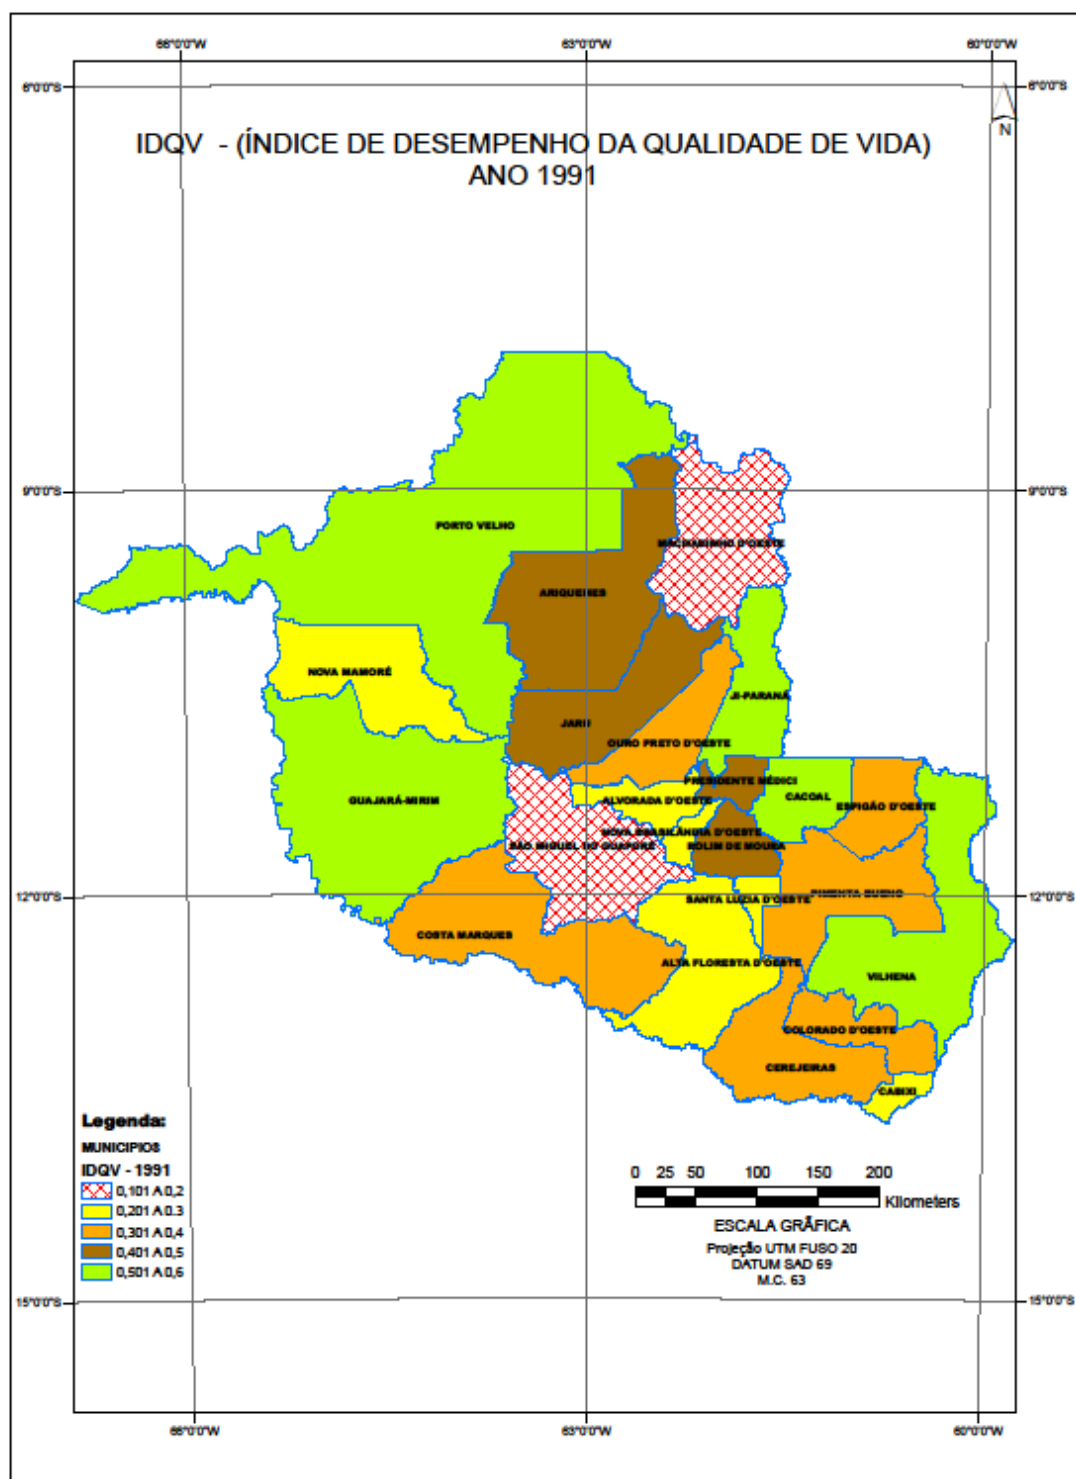 66°0'0"W
63°0'0"W
60°0'0"W
6°0'0"S
6°0'0"S
N
IDQV - (ÍNDICE DE DESEMPENHO DA QUALIDADE DE VIDA)
ANO 1991
9°0'0"S
9°0'0"S
PORTO VELHO
MACHADINHO D'OESTE
ARIQUEMES
NOVA MAMORÉ
JI-PARANÁ
JARU
OURO PRETO D'OESTE
PRESIDENTE MÉDICI
GUAJARÁ-MIRIM
ALVORADA D'OESTE
CACOAL
ESPIGÃO D'OESTE
NOVA BRASILÂNDIA D'OESTE
SÃO MIGUEL DO GUAPORÉ
ROLIM DE MOURA
12°0'0"S
12°0'0"S
PIMENTA BUENO
SANTA LUZIA D'OESTE
COSTA MARQUES
ALTA FLORESTA D'OESTE
VILHENA
COLORADO D'OESTE
CEREJEIRAS
CABIXI
Legenda:
MUNICIPIOS
IDQV - 1991
0,101 A 0,2
0,201 A 0.3
0,301 A 0,4
0,401 A 0,5
0,501 A 0,6
0 25 50 100 150 200
Kilometers
ESCALA GRÃFICA
Projeção UTM FUSO 20
DATUM SAD 69
M.C. 63
15°0'0"S
15°0'0"S
66°0'0"W
63°0'0"W
60°0'0"W